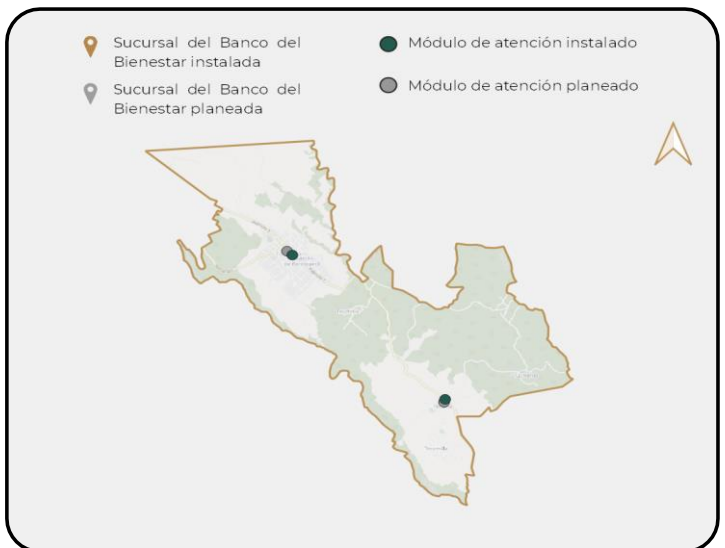 Sucursal del Banco del
Bienestar instalada
Sucursal del Banco del
Bienestar planeada
Módulo de atención instalado
Módulo de atención planeado